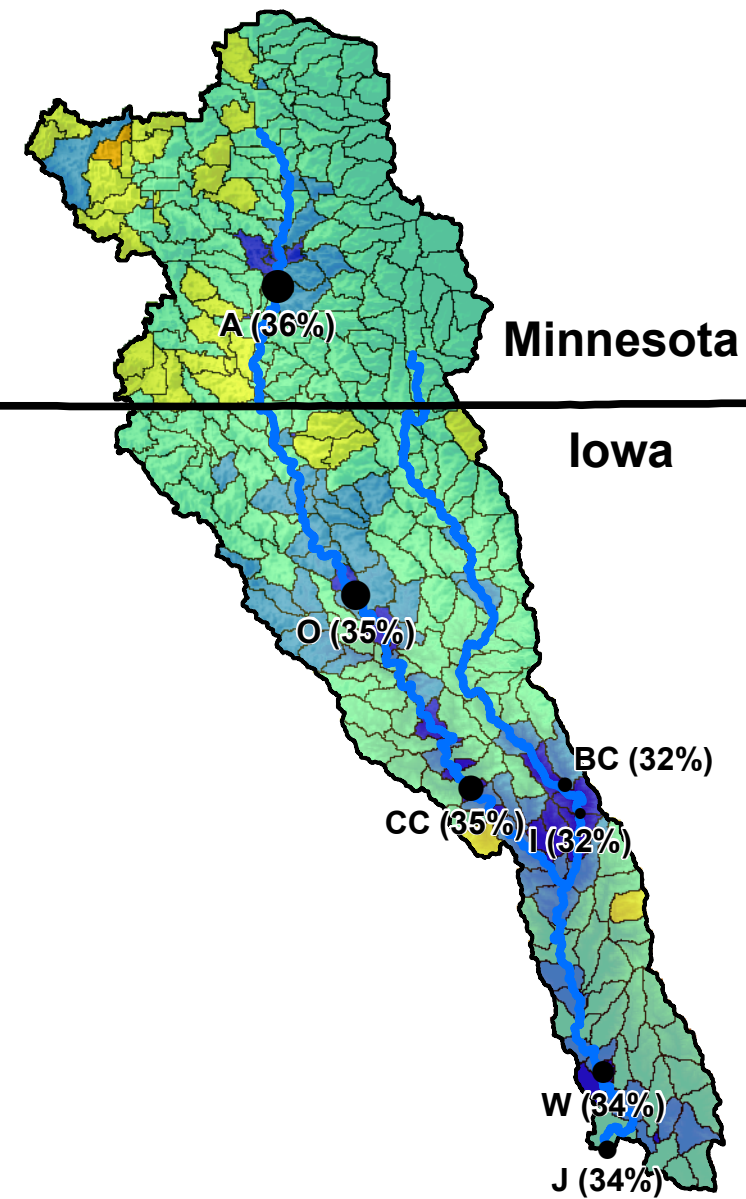 A (36%)
Minnesota
Iowa
O (35%)
BC (32%)
CC (35%)
I (32%)
W (34%)
J (34%)